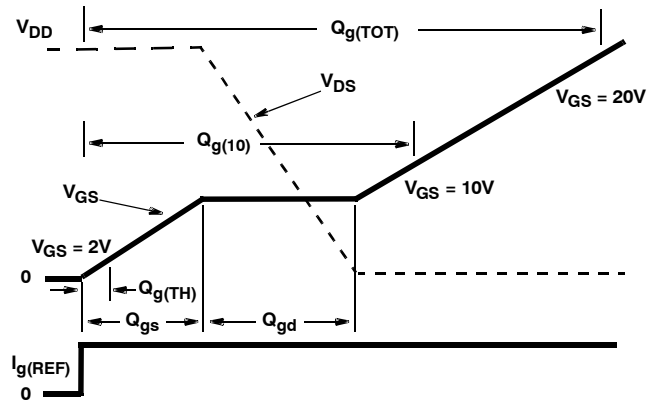 V_DD
Q_g(TOT)
V_DS
V_GS = 20V
Q_g(10)
V_GS
V_GS = 10V
V_GS = 2V
0
Q_g(TH)
Q_gs
Q_gd
I_g(REF)
0